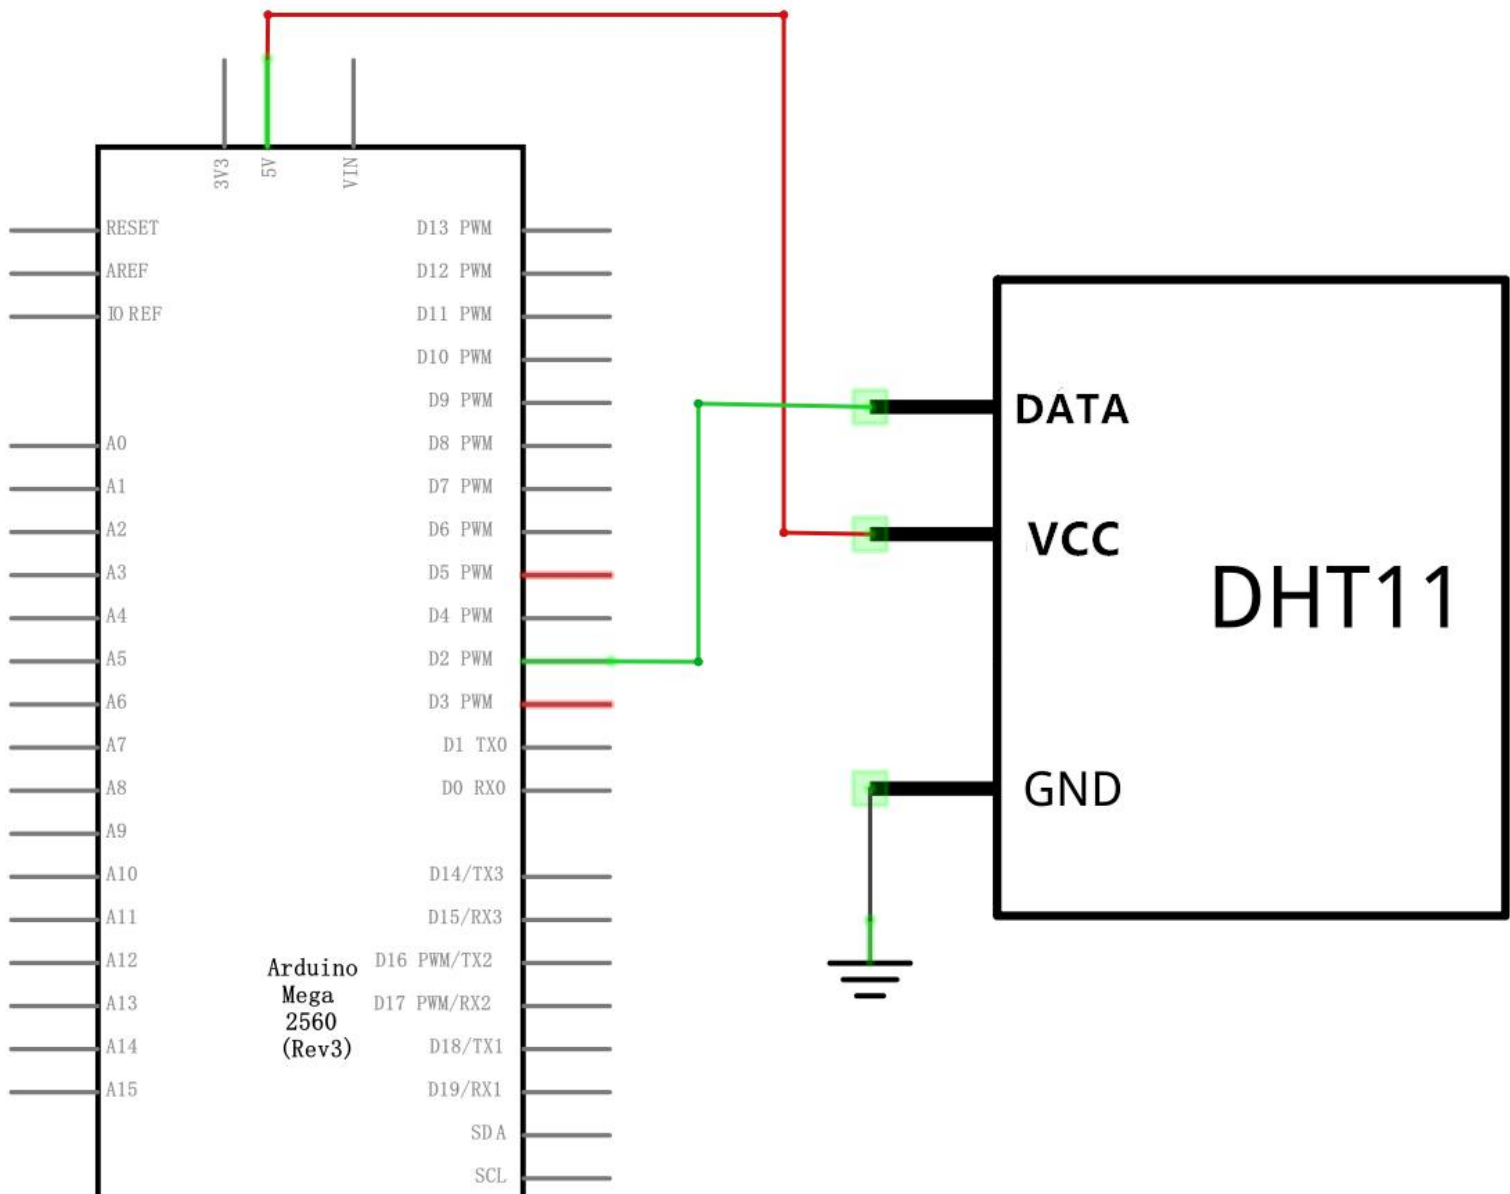 3V3
5V
VIN
RESET
AREF
IO REF
A0
A1
A2
A3
A4
A5
A6
A7
A8
A9
A10
A11
A12
A13
A14
A15
D13 PWM
D12 PWM
D11 PWM
D10 PWM
D9 PWM
D8 PWM
D7 PWM
D6 PWM
D5 PWM
D4 PWM
D2 PWM
D3 PWM
D1 TX0
D0 RX0
D14/TX3
D15/RX3
D16 PWM/TX2
D17 PWM/RX2
D18/TX1
D19/RX1
SDA
SCL
Arduino
Mega
2560
(Rev3)
DATA
VCC
DHT11
GND